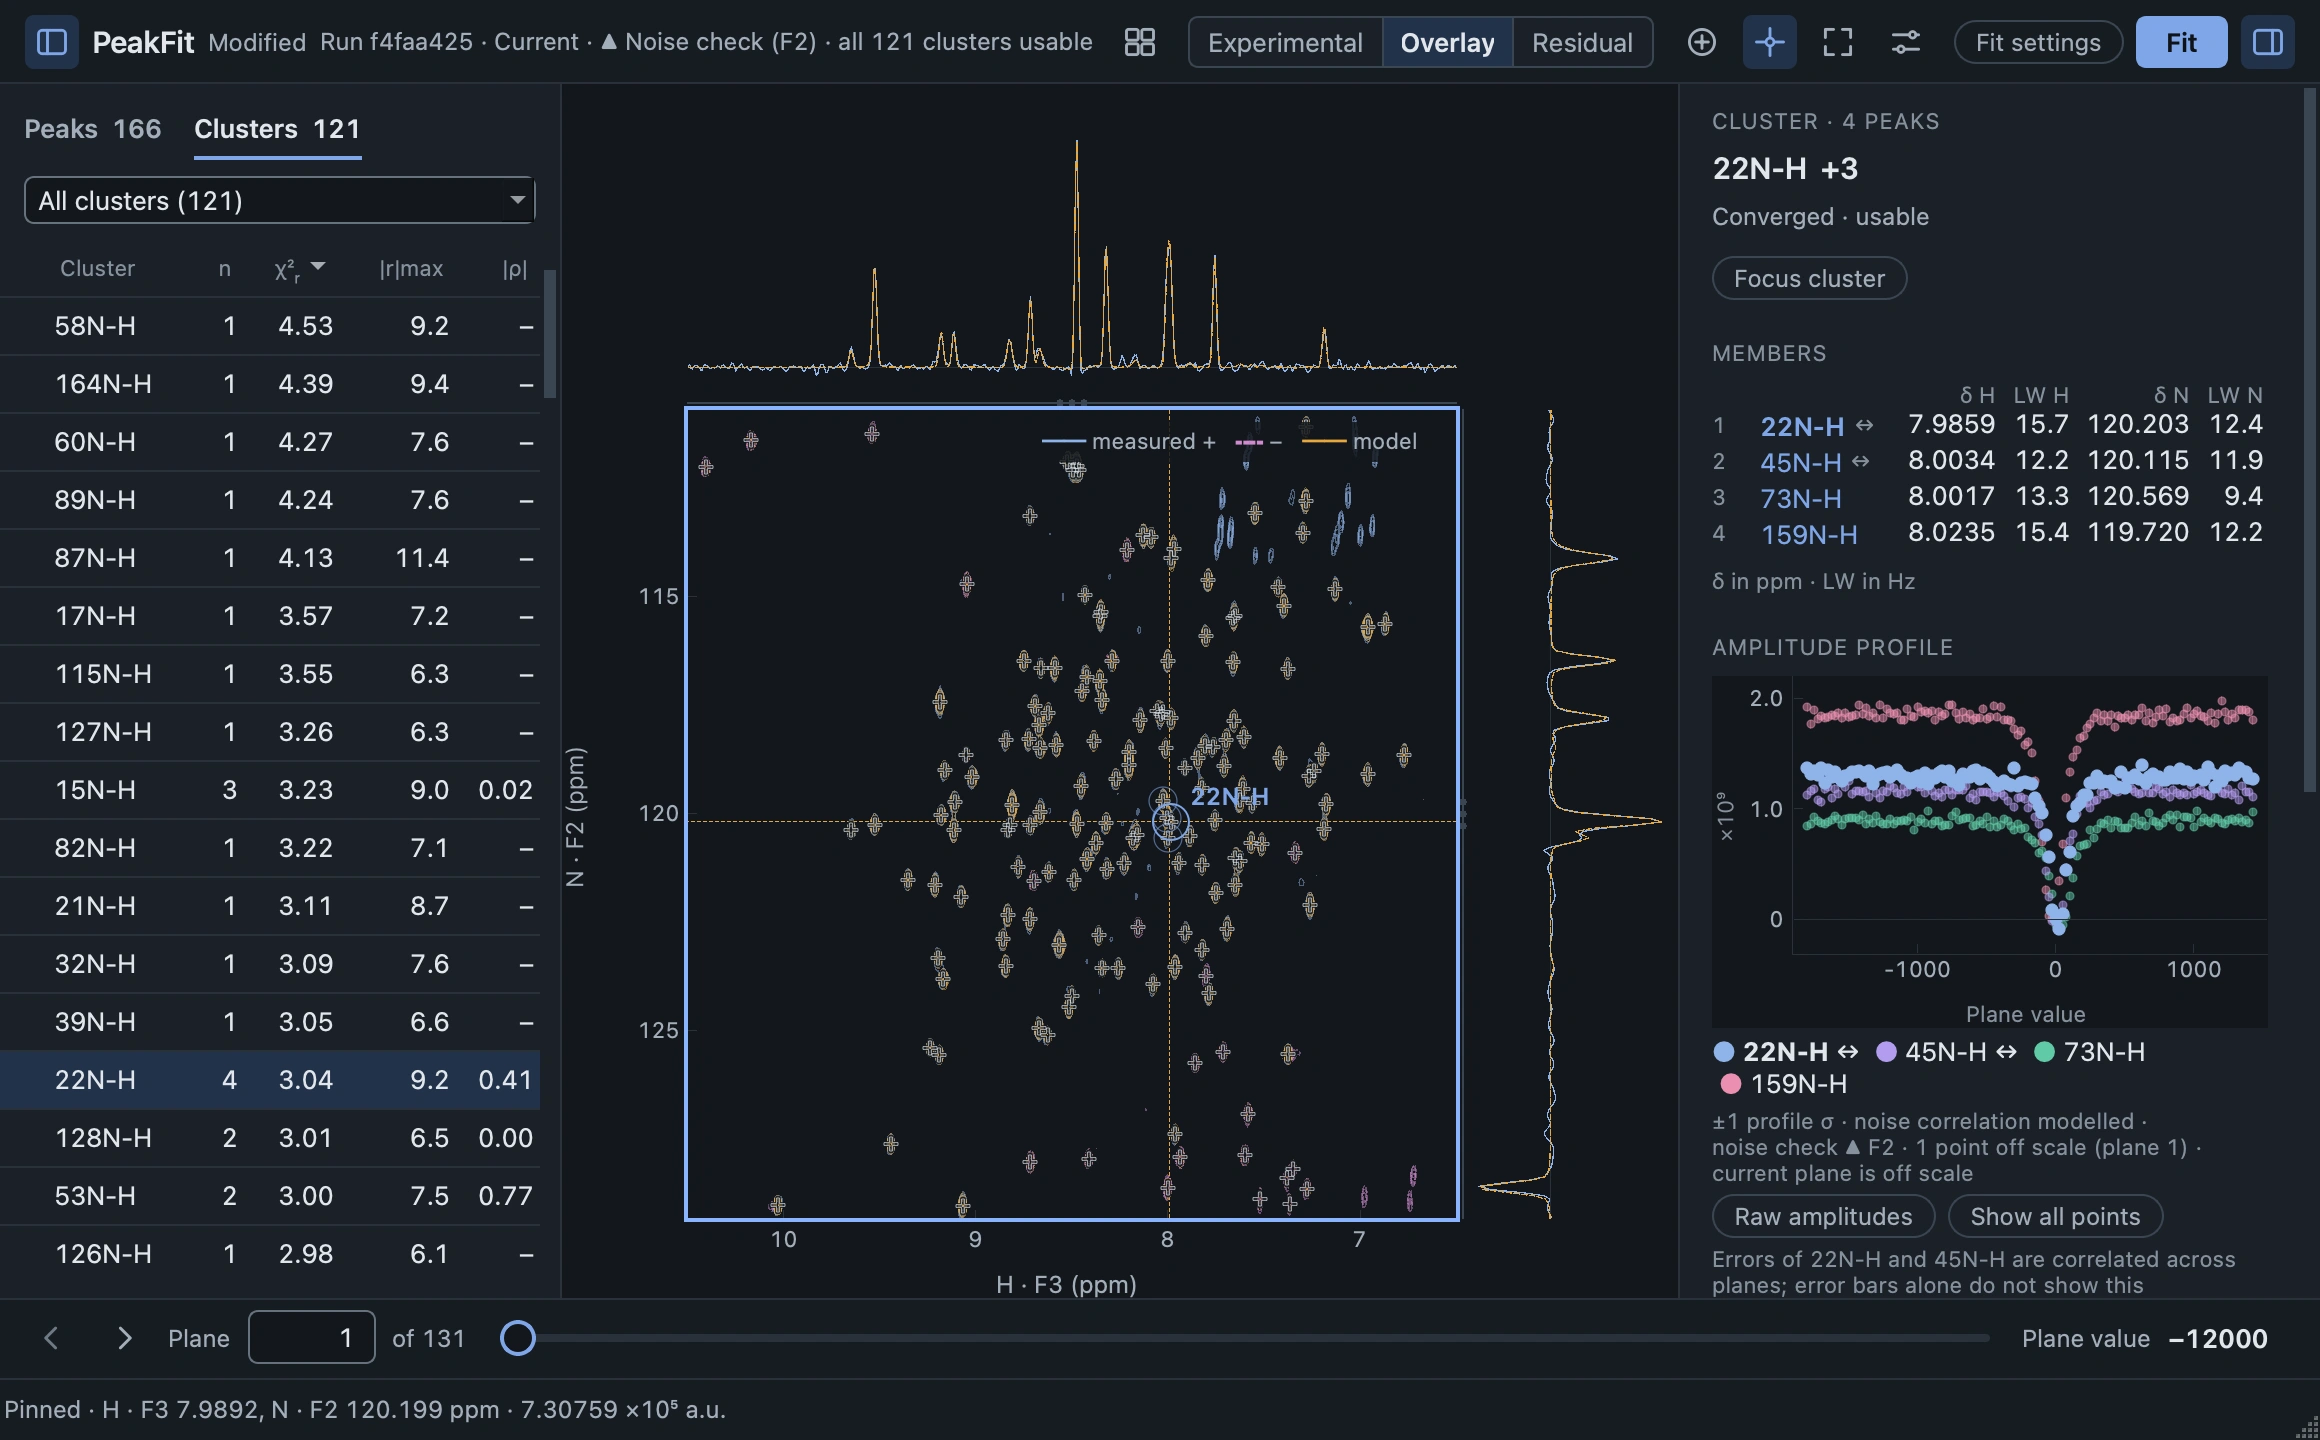 PeakFit Modified Run f4faa425 · Current · ▲ Noise check (F2) · all 121 clusters usable Experimental Overlay Residual Fit settings Fit
Peaks 166 Clusters 121
All clusters (121)
Cluster n χ²r |r|max |ρ|
58N-H 1 4.53 9.2 –
164N-H 1 4.39 9.4 –
60N-H 1 4.27 7.6 –
89N-H 1 4.24 7.6 –
87N-H 1 4.13 11.4 –
17N-H 1 3.57 7.2 –
115N-H 1 3.55 6.3 –
127N-H 1 3.26 6.3 –
15N-H 3 3.23 9.0 0.02
82N-H 1 3.22 7.1 –
21N-H 1 3.11 8.7 –
32N-H 1 3.09 7.6 –
39N-H 1 3.05 6.6 –
22N-H 4 3.04 9.2 0.41
128N-H 2 3.01 6.5 0.00
53N-H 2 3.00 7.5 0.77
126N-H 1 2.98 6.1 –
measured + – model
115
120
125
N · F2 (ppm)
22N-H
10 9 8 7
H · F3 (ppm)
CLUSTER · 4 PEAKS
22N-H +3
Converged · usable
Focus cluster
MEMBERS
δ H LW H δ N LW N
1 22N-H ↔ 7.9859 15.7 120.203 12.4
2 45N-H ↔ 8.0034 12.2 120.115 11.9
3 73N-H 8.0017 13.3 120.569 9.4
4 159N-H 8.0235 15.4 119.720 12.2
δ in ppm · LW in Hz
AMPLITUDE PROFILE
2.0
1.0
0
×10⁹
-1000 0 1000
Plane value
22N-H ↔ 45N-H ↔ 73N-H
159N-H
±1 profile σ · noise correlation modelled ·
noise check ▲ F2 · 1 point off scale (plane 1) ·
current plane is off scale
Raw amplitudes Show all points
Errors of 22N-H and 45N-H are correlated across
planes; error bars alone do not show this
Plane 1 of 131 Plane value −12000
Pinned · H · F3 7.9892, N · F2 120.199 ppm · 7.30759 ×10⁵ a.u.